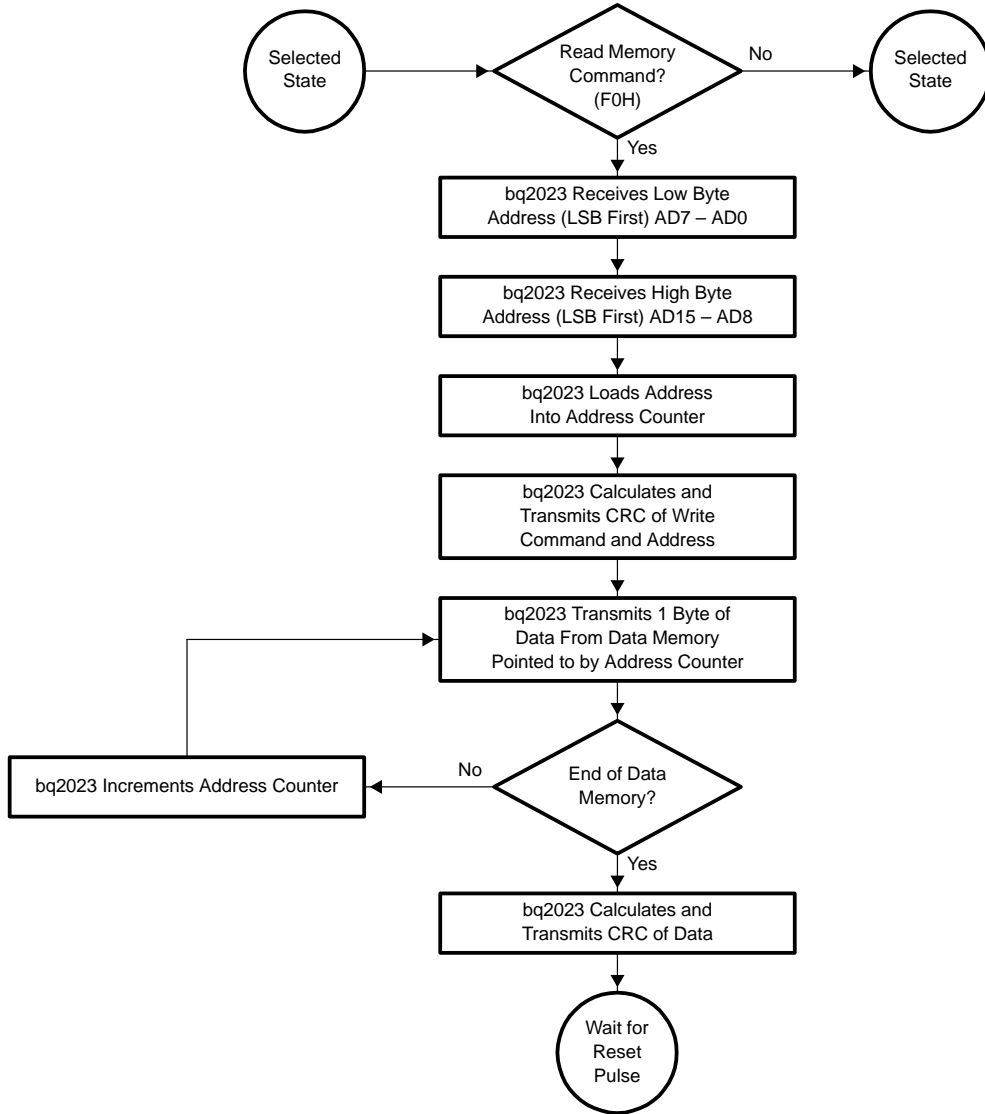 Selected
State
Read Memory
Command?
(F0H)
No
Selected
State
Yes
bq2023 Receives Low Byte
Address (LSB First) AD7 – AD0
bq2023 Receives High Byte
Address (LSB First) AD15 – AD8
bq2023 Loads Address
Into Address Counter
bq2023 Calculates and
Transmits CRC of Write
Command and Address
bq2023 Transmits 1 Byte of
Data From Data Memory
Pointed to by Address Counter
bq2023 Increments Address Counter
No
End of Data
Memory?
Yes
bq2023 Calculates and
Transmits CRC of Data
Wait for
Reset
Pulse